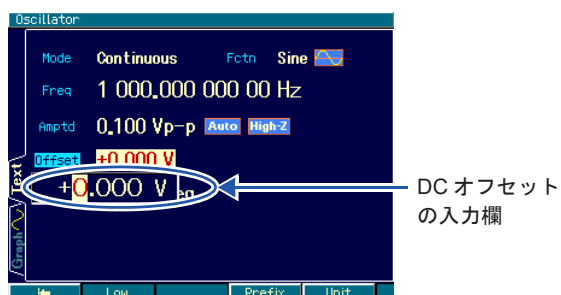 Oscillator
Mode Continuous Fctn Sine
Freq 1 000.000 000 00 Hz
Amptd 0.100 Vp-p Auto High-Z
Offset +0.000 V
+0.000 V
Text
Graph
Low Prefix Unit
DC オフセット
の入力欄